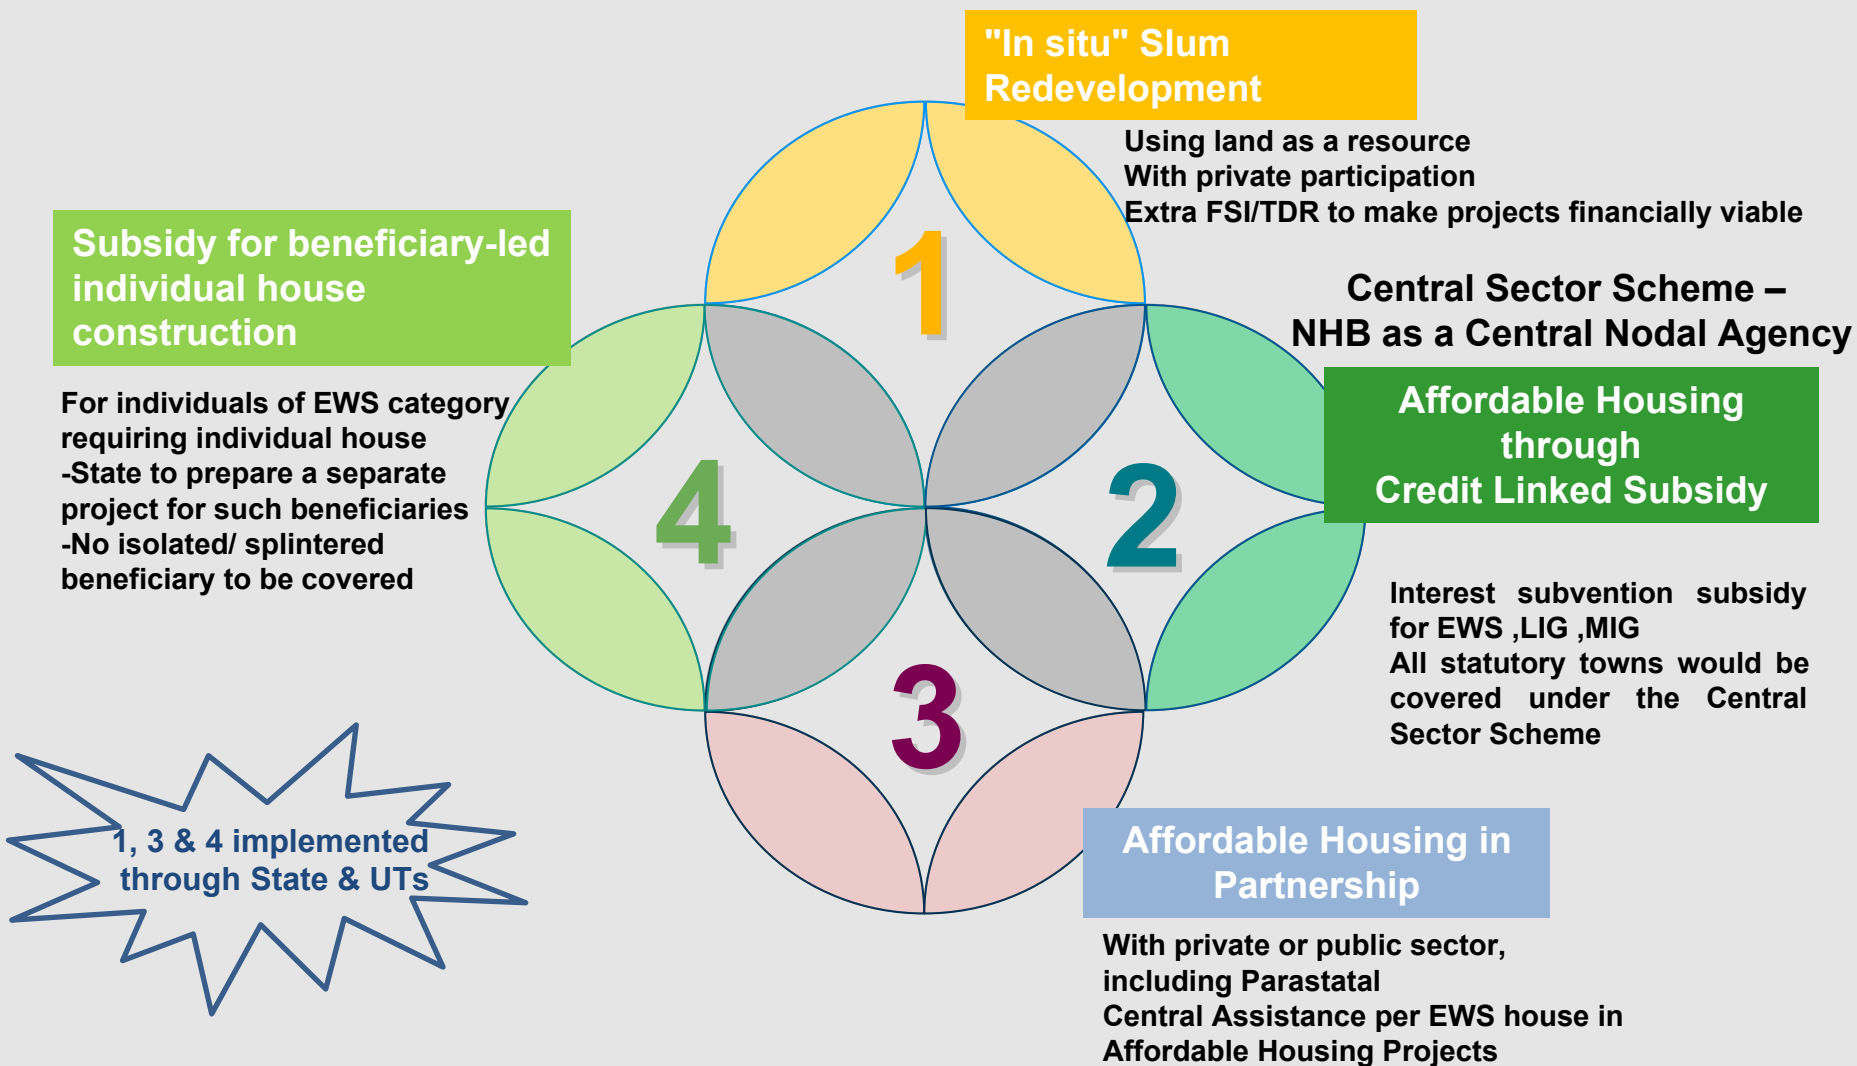 "In situ" Slum
Redevelopment
Using land as a resource
With private participation
Extra FSI/TDR to make projects financially viable
1
Central Sector Scheme –
NHB as a Central Nodal Agency
Affordable Housing
through
Credit Linked Subsidy
2
Interest subvention subsidy
for EWS ,LIG ,MIG
All statutory towns would be
covered under the Central
Sector Scheme
3
Affordable Housing in
Partnership
With private or public sector,
including Parastatal
Central Assistance per EWS house in
Affordable Housing Projects
Subsidy for beneficiary-led
individual house
construction
4
For individuals of EWS category
requiring individual house
-State to prepare a separate
project for such beneficiaries
-No isolated/ splintered
beneficiary to be covered
1, 3 & 4 implemented
through State & UTs